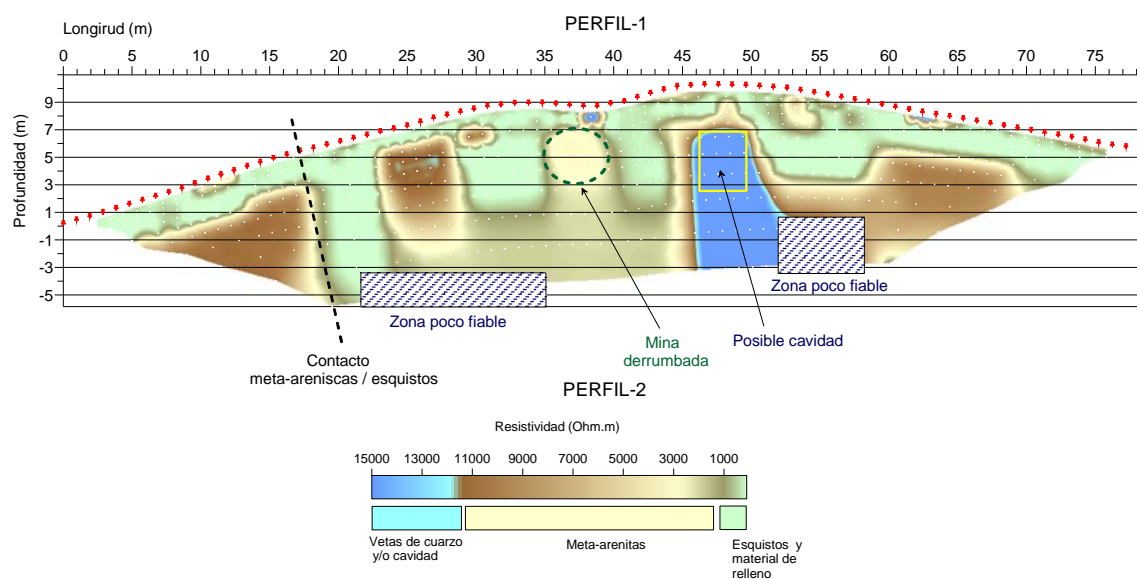 PERFIL-1
Longirud (m)
0 5 10 15 20 25 30 35 40 45 50 55 60 65 70 75
Profundidad (m)
9
7
5
3
1
-1
-3
-5
Zona poco fiable
Zona poco fiable
Mina
derrumbada
Posible cavidad
Contacto
meta-areniscas / esquistos
PERFIL-2
Resistividad (Ohm.m)
15000 13000 11000 9000 7000 5000 3000 1000
Vetas de cuarzo
y/o cavidad
Meta-arenitas
Esquistos y
material de
relleno